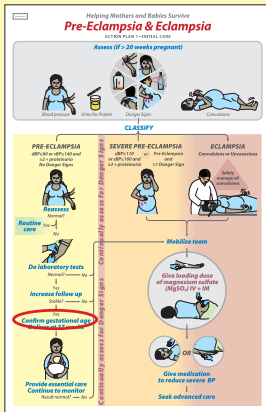 Helping Mothers and Babies Survive
Pre-Eclampsia & Eclampsia
ACTION PLAN 1 • INITIAL CARE
Assess (if > 20 weeks pregnant)
Blood pressure
Urine for Protein
Danger Signs
Convulsions
CLASSIFY
PRE-ECLAMPSIA
dBP≥90 or sBP≥140 and
≥2 + proteinuria
No Danger Signs
Reassess
Normal?
Yes
Routine
care
No
Do laboratory tests
Normal?
No
Yes
Increase follow up
Stable?
No
Yes
Confirm gestational age
Provide essential care
Continue to monitor
Result normal?
No
Continually assess for Danger Signs
Continually assess for Danger Signs
SEVERE PRE-ECLAMPSIA
dBP≥110
or sBP≥160 and
≥2 + proteinuria
or
Pre-Eclampsia
and
≥1 Danger Sign
ECLAMPSIA
Convulsions or Unconscious
Safely
manage all
convulsions
Mobilize team
Give loading dose
of magnesium sulfate
(MgSO₄) IV + IM
OR
Give medication
to reduce severe BP
Seek advanced care